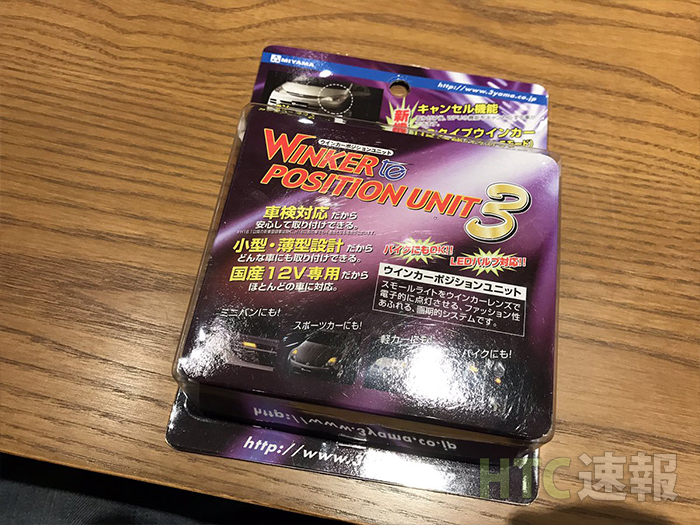 MIYAMA
http://www.3yama.co.jp
キャンセル機能
ウインカーポジションユニット
WINKER to
POSITION UNIT 3
車検対応だから
安心して取り付けできる。
小型・薄型設計だから
どんな車にも取り付けできる。
国産12V専用だから
ほとんどの車に対応。
バイクにもOK!!
LEDバルブ対応!!
ウインカーポジションユニット
スモールライトをウインカーレンズで
電子的に点灯させる、ファッション性
あふれる、画期的システムです。
ミニバンにも!
スポーツカーにも!
軽カーにも!
バイクにも!
http://www.3yama.co.jp
http://www.3yama.co.jp
HTC速報